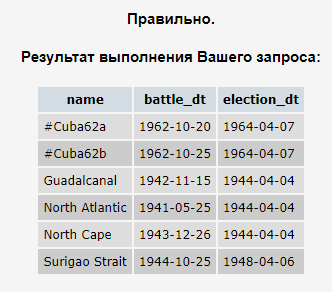 Правильно.
Результат выполнения Вашего запроса:
name battle_dt election_dt
#Cuba62a 1962-10-20 1964-04-07
#Cuba62b 1962-10-25 1964-04-07
Guadalcanal 1942-11-15 1944-04-04
North Atlantic 1941-05-25 1944-04-04
North Cape 1943-12-26 1944-04-04
Surigao Strait 1944-10-25 1948-04-06